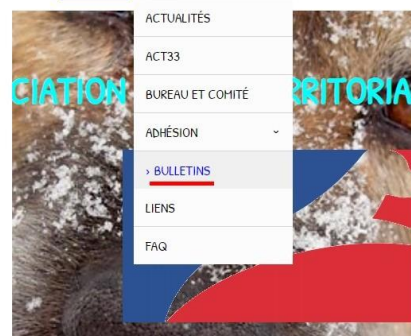 ACTUALITÉS
ACT33
CIATION
RRITORIA
BUREAU ET COMITÉ
ADHÉSION
› BULLETINS
LIENS
FAQ